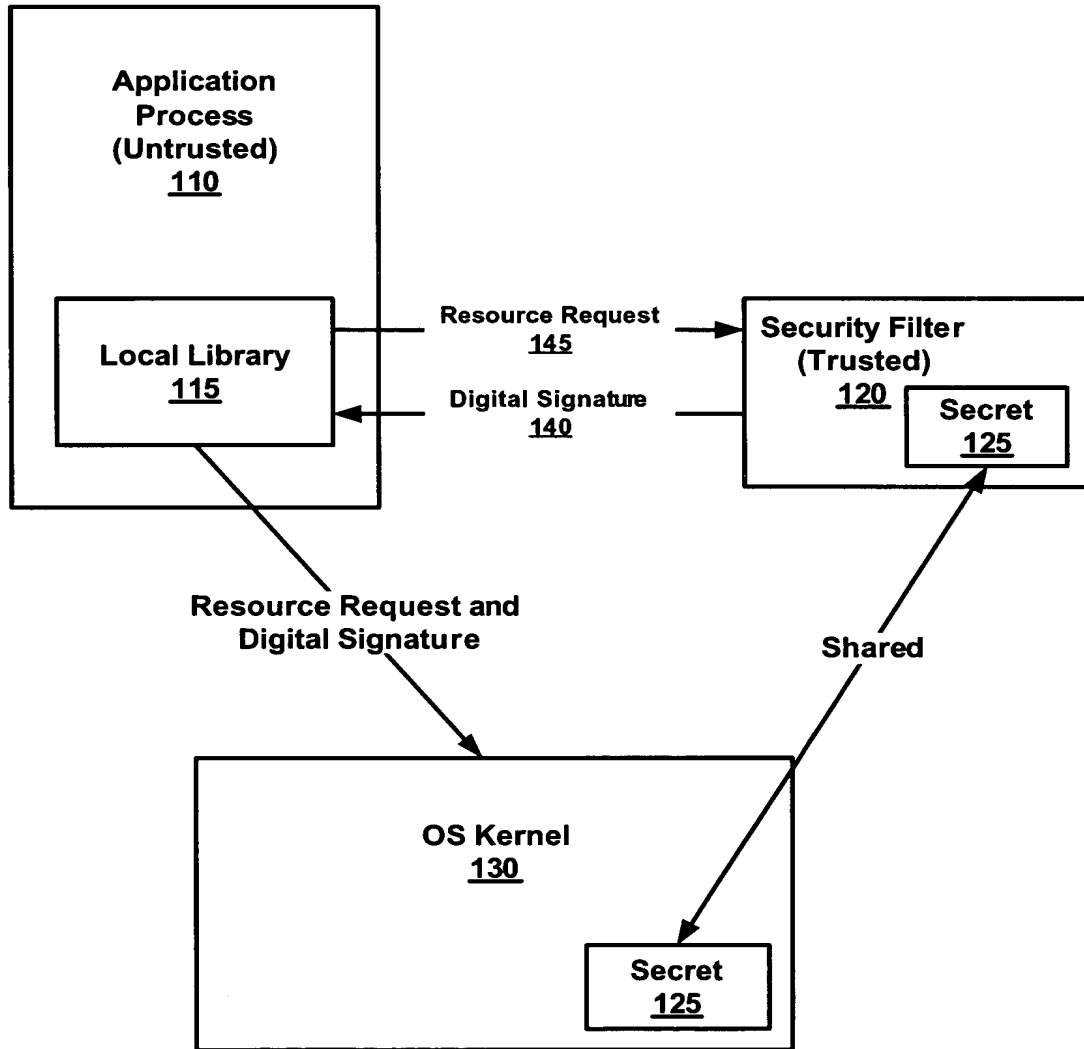 Application
Process
(Untrusted)
110
Local Library
115
Resource Request
145
Digital Signature
140
Security Filter
(Trusted)
120
Secret
125
Resource Request and
Digital Signature
Shared
OS Kernel
130
Secret
125